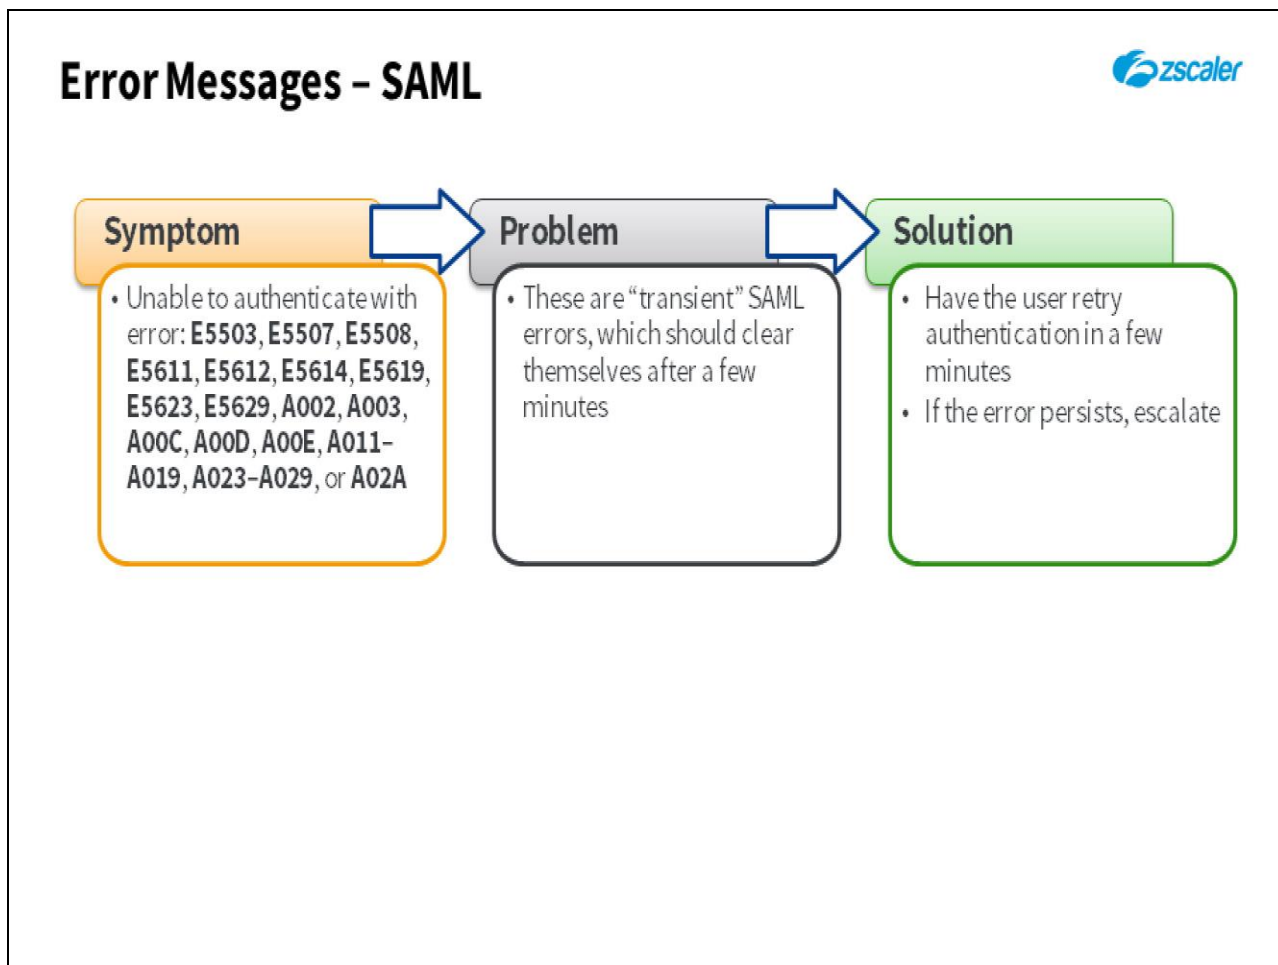 Error Messages – SAML
zscaler
Symptom
• Unable to authenticate with
error: E5503, E5507, E5508,
E5611, E5612, E5614, E5619,
E5623, E5629, A002, A003,
A00C, A00D, A00E, A011–
A019, A023–A029, or A02A
Problem
• These are “transient” SAML
errors, which should clear
themselves after a few
minutes
Solution
• Have the user retry
authentication in a few
minutes
• If the error persists, escalate